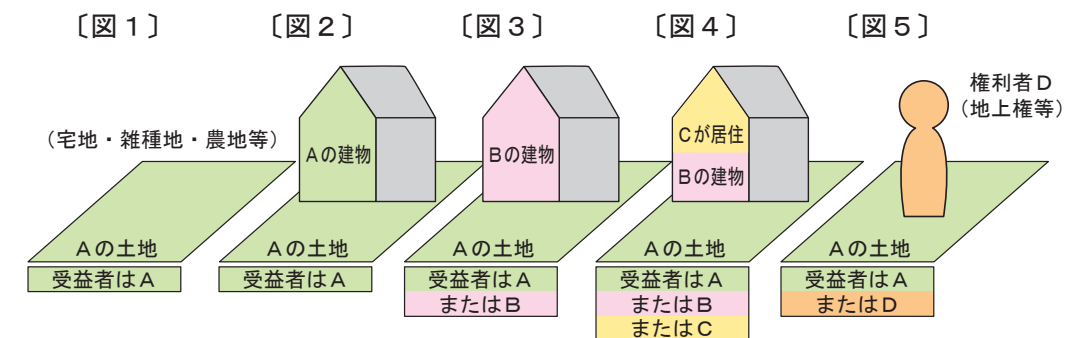 〔図1〕
〔図2〕
〔図3〕
〔図4〕
〔図5〕
（宅地・雑種地・農地等）
Aの土地
受益者はA
Aの建物
Aの土地
受益者はA
Bの建物
Aの土地
受益者はA
またはB
Cが居住
Bの建物
Aの土地
受益者はA
またはB
またはC
権利者D
（地上権等）
Aの土地
受益者はA
またはD